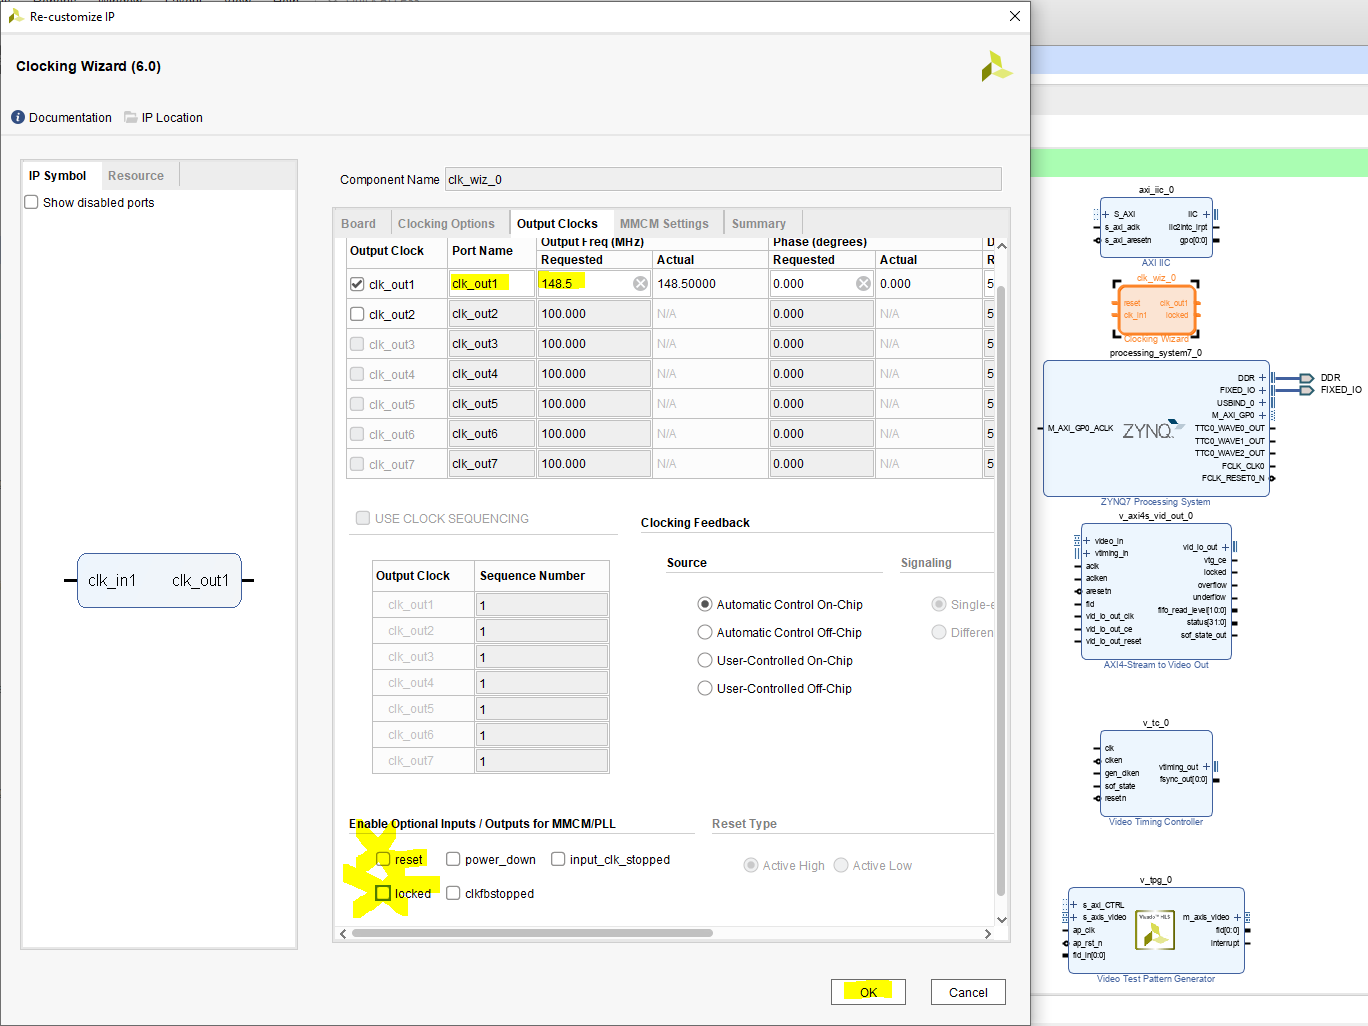 Re-customize IP
Clocking Wizard (6.0)
Documentation IP Location
IP Symbol Resource
Show disabled ports
clk_in1 clk_out1
Component Name clk_wiz_0
Board Clocking Options Output Clocks MMCM Settings Summary
Output Clock Port Name Output Freq (MHz) Phase (degrees) D
Requested Actual Requested Actual R
clk_out1 clk_out1 148.5 148.50000 0.000 0.000 5
clk_out2 clk_out2 100.000 N/A 0.000 N/A 5
clk_out3 clk_out3 100.000 N/A 0.000 N/A 5
clk_out4 clk_out4 100.000 N/A 0.000 N/A 5
clk_out5 clk_out5 100.000 N/A 0.000 N/A 5
clk_out6 clk_out6 100.000 N/A 0.000 N/A 5
clk_out7 clk_out7 100.000 N/A 0.000 N/A 5
USE CLOCK SEQUENCING
Output Clock Sequence Number
clk_out1 1
clk_out2 1
clk_out3 1
clk_out4 1
clk_out5 1
clk_out6 1
clk_out7 1
Clocking Feedback
Source Signaling
Automatic Control On-Chip Single-e
Automatic Control Off-Chip Differen
User-Controlled On-Chip
User-Controlled Off-Chip
Enable Optional Inputs / Outputs for MMCM/PLL
reset power_down input_clk_stopped
locked clkfbstopped
Reset Type
Active High Active Low
OK Cancel
axi_iic_0
S_AXI IIC
s_axi_aclk iic2intc_irpt
s_axi_aresetn gpo[0:0]
AXI IIC
clk_wiz_0
reset clk_out1
clk_in1 locked
Clocking Wizard
processing_system7_0
DDR DDR
FIXED_IO FIXED_IO
USBIND_0
M_AXI_GP0
M_AXI_GP0_ACLK ZYNQ TTC0_WAVE0_OUT
TTC0_WAVE1_OUT
TTC0_WAVE2_OUT
FCLK_CLK0
FCLK_RESET0_N
ZYNQ7 Processing System
v_axi4s_vid_out_0
video_in vid_io_out
vtiming_in vtg_ce
aclk locked
aclken overflow
aresetn underflow
fid fifo_read_level[10:0]
vid_io_out_clk status[31:0]
vid_io_out_ce sof_state_out
vid_io_out_reset
AXI4-Stream to Video Out
v_tc_0
clk
clken vtiming_out
gen_clken fsync_out[0:0]
sof_state
resetn
Video Timing Controller
v_tpg_0
s_axi_CTRL
s_axis_video m_axis_video
ap_clk fid[0:0]
ap_rst_n interrupt
fid_in[0:0]
Vivado™ HLS
Video Test Pattern Generator